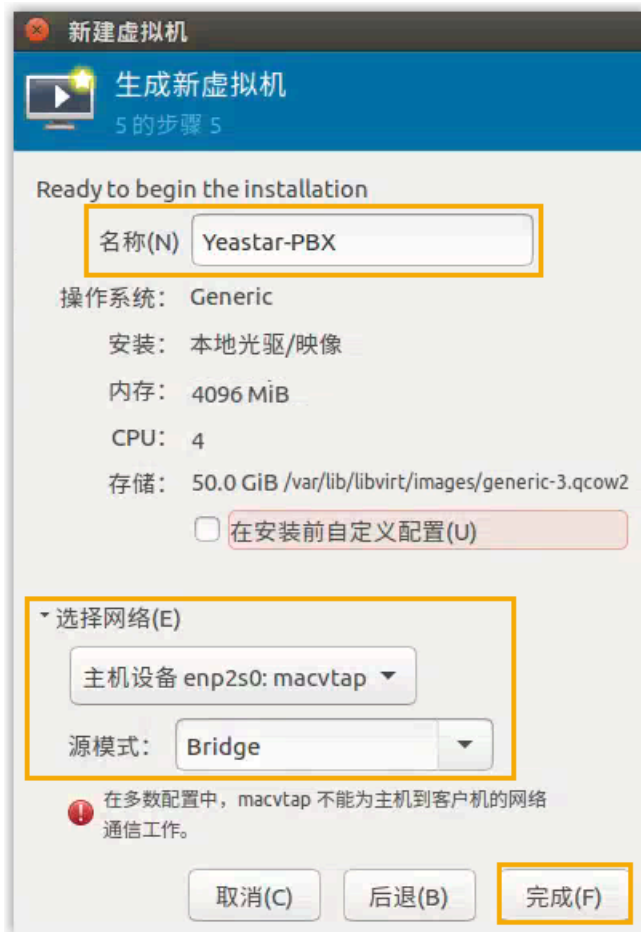 新建虚拟机
生成新虚拟机
5 的步骤 5
Ready to begin the installation
名称(N) Yeastar-PBX
操作系统： Generic
安装： 本地光驱/映像
内存： 4096 MiB
CPU： 4
存储： 50.0 GiB /var/lib/libvirt/images/generic-3.qcow2
在安装前自定义配置(U)
选择网络(E)
主机设备 enp2s0: macvtap
源模式： Bridge
在多数配置中，macvtap 不能为主机到客户机的网络
通信工作。
取消(C) 后退(B) 完成(F)